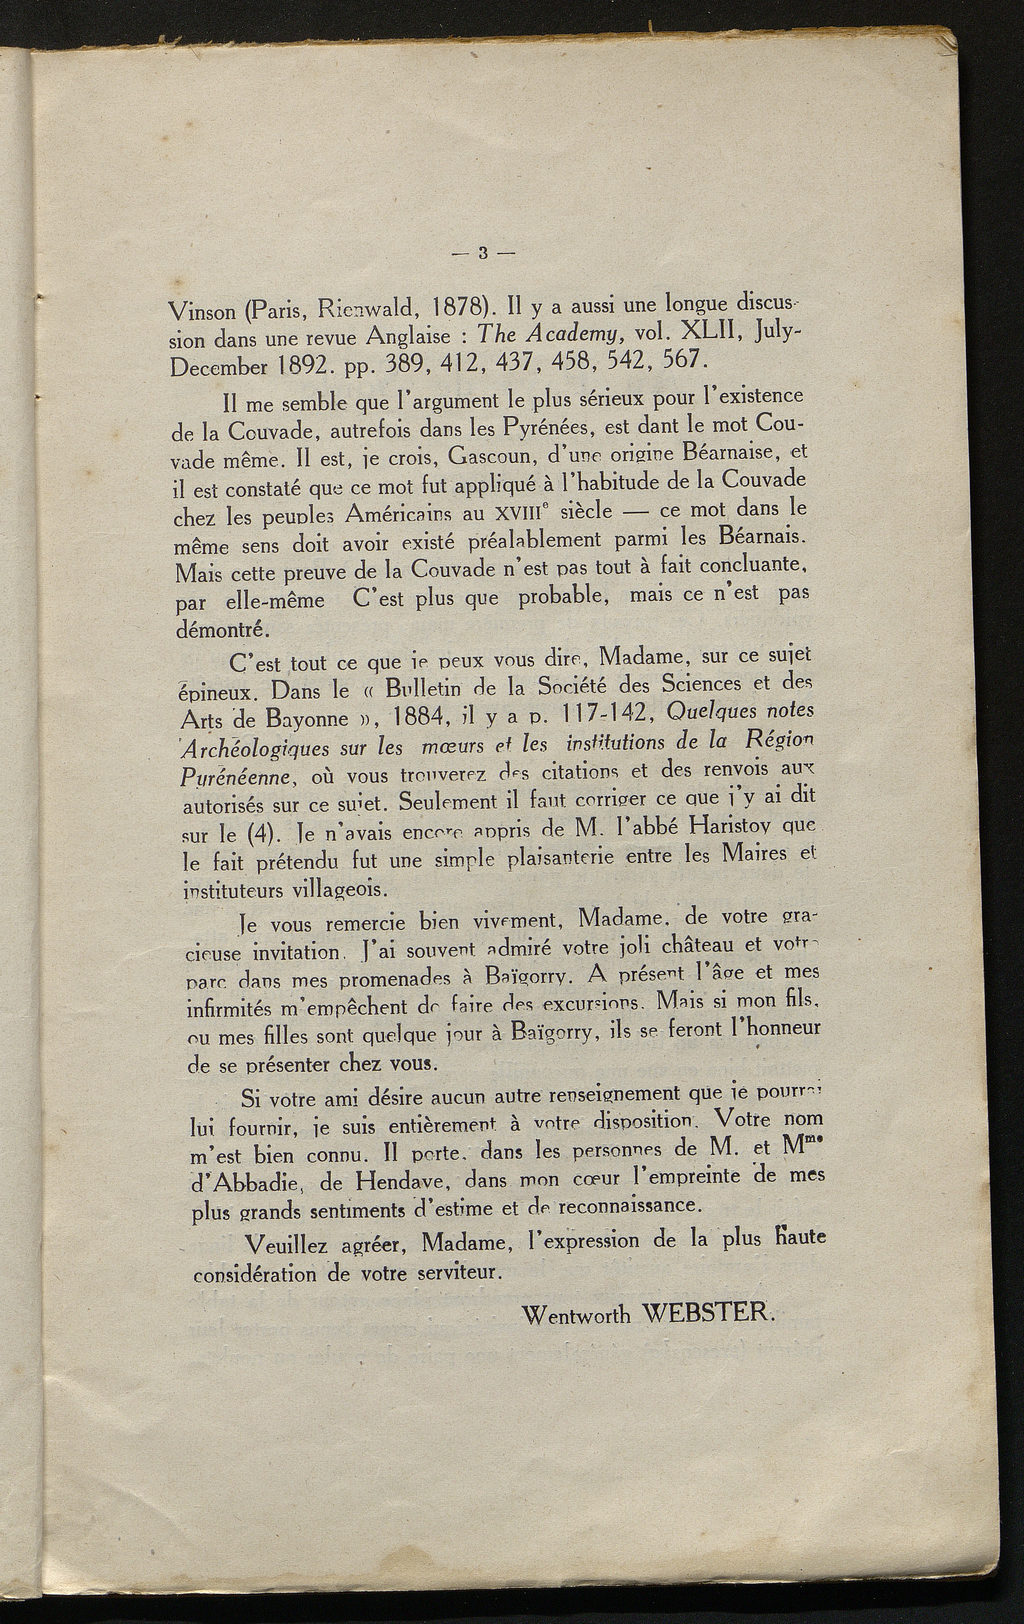 — 3 —
Vinson (Paris, Rienwald, 1878). Il y a aussi une longue discus-
sion dans une revue Anglaise : The Academy, vol. XLII, July-
December 1892. pp. 389, 412, 437, 458, 542, 567.
Il me semble que l'argument le plus sérieux pour l'existence
de la Couvade, autrefois dans les Pyrénées, est dant le mot Cou-
vade même. Il est, je crois, Gascoun, d'une origine Béarnaise, et
il est constaté que ce mot fut appliqué à l'habitude de la Couvade
chez les peuples Américains au XVIIIe siècle — ce mot dans le
même sens doit avoir existé préalablement parmi les Béarnais.
Mais cette preuve de la Couvade n'est pas tout à fait concluante,
par elle-même C'est plus que probable, mais ce n'est pas
démontré.
C'est tout ce que je peux vous dire, Madame, sur ce sujet
épineux. Dans le « Bulletin de la Société des Sciences et des
Arts de Bayonne », 1884, il y a p. 117-142, Quelques notes
Archéologiques sur les mœurs et les institutions de la Région
Pyrénéenne, où vous trouverez des citations et des renvois aux
autorisés sur ce sujet. Seulement il faut corriger ce que j'y ai dit
sur le (4). Je n'avais encore appris de M. l'abbé Haristoy que
le fait prétendu fut une simple plaisanterie entre les Maires et
instituteurs villageois.
Je vous remercie bien vivement, Madame, de votre gra-
cieuse invitation. J'ai souvent admiré votre joli château et votre
parc dans mes promenades à Baïgorry. A présent l'âge et mes
infirmités m'empêchent de faire des excursions. Mais si mon fils,
ou mes filles sont quelque jour à Baïgorry, ils se feront l'honneur
de se présenter chez vous.
Si votre ami désire aucun autre renseignement que je pourrai
lui fournir, je suis entièrement à votre disposition. Votre nom
m'est bien connu. Il porte, dans les personnes de M. et Mme
d'Abbadie, de Hendaye, dans mon cœur l'empreinte de mes
plus grands sentiments d'estime et de reconnaissance.
Veuillez agréer, Madame, l'expression de la plus haute
considération de votre serviteur.
Wentworth WEBSTER.